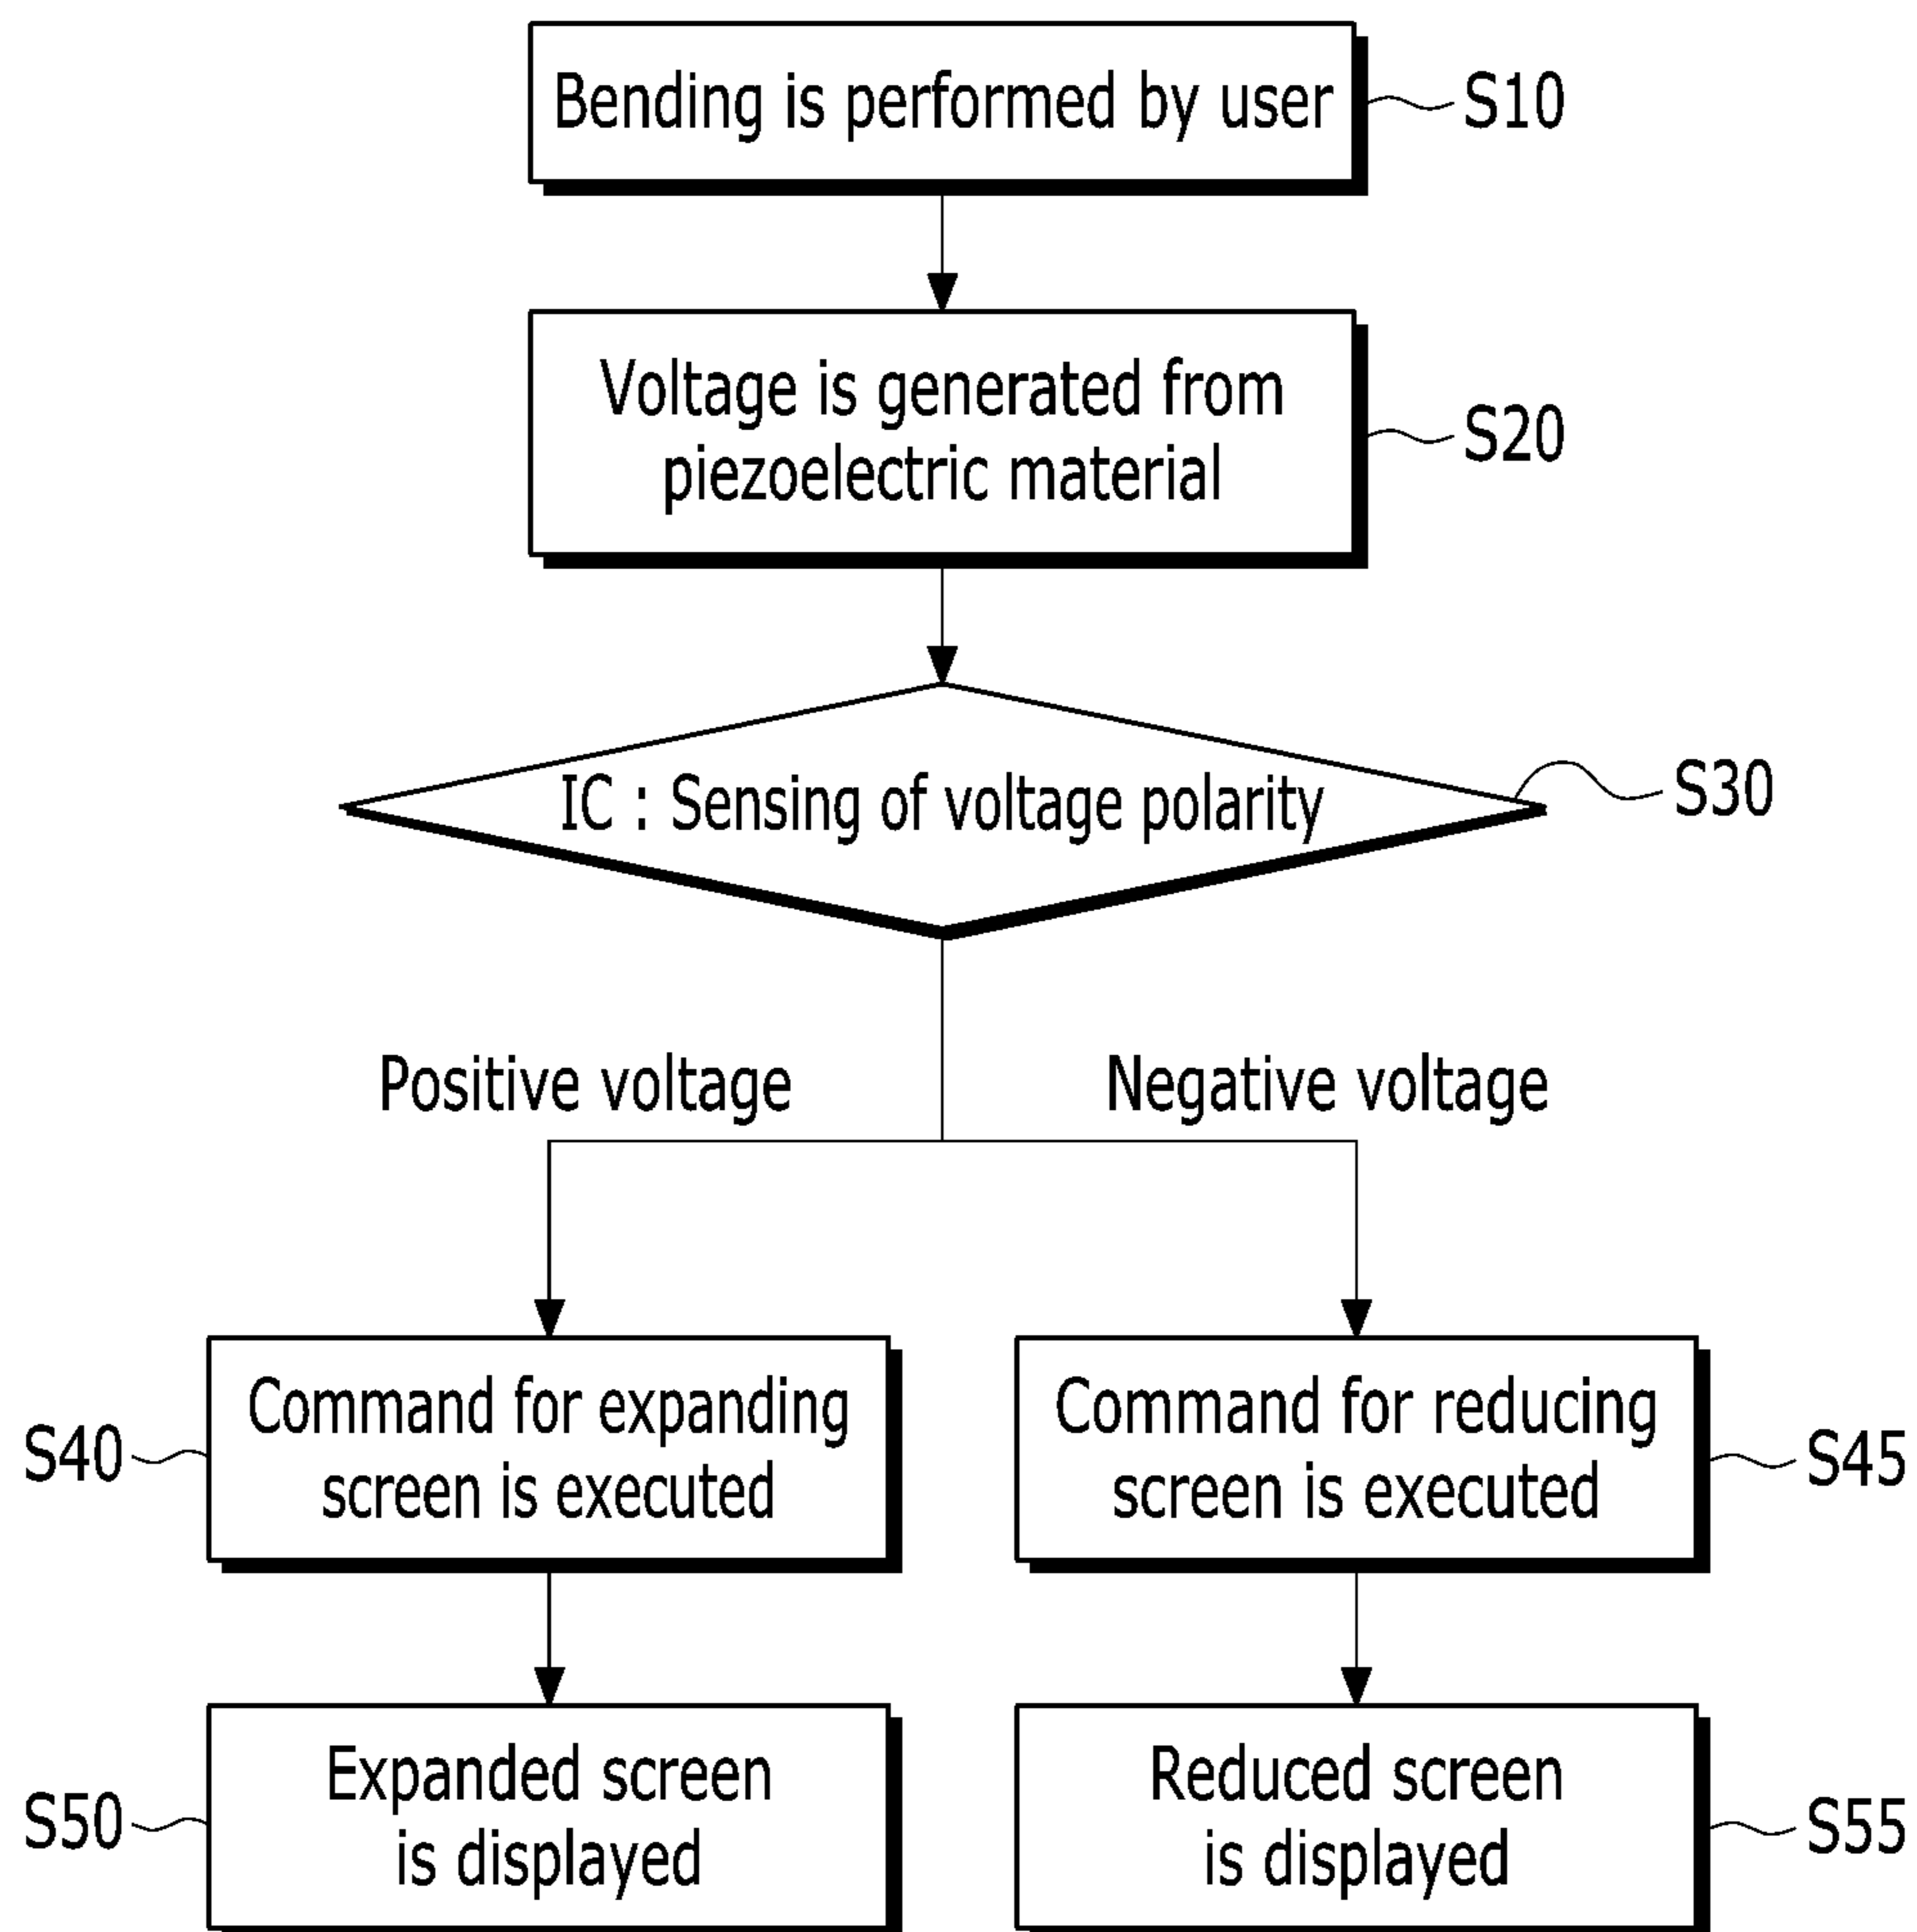 Bending is performed by user
S10
Voltage is generated from
piezoelectric material
S20
IC : Sensing of voltage polarity
S30
Positive voltage
Negative voltage
Command for expanding
screen is executed
S40
Command for reducing
screen is executed
S45
Expanded screen
is displayed
S50
Reduced screen
is displayed
S55